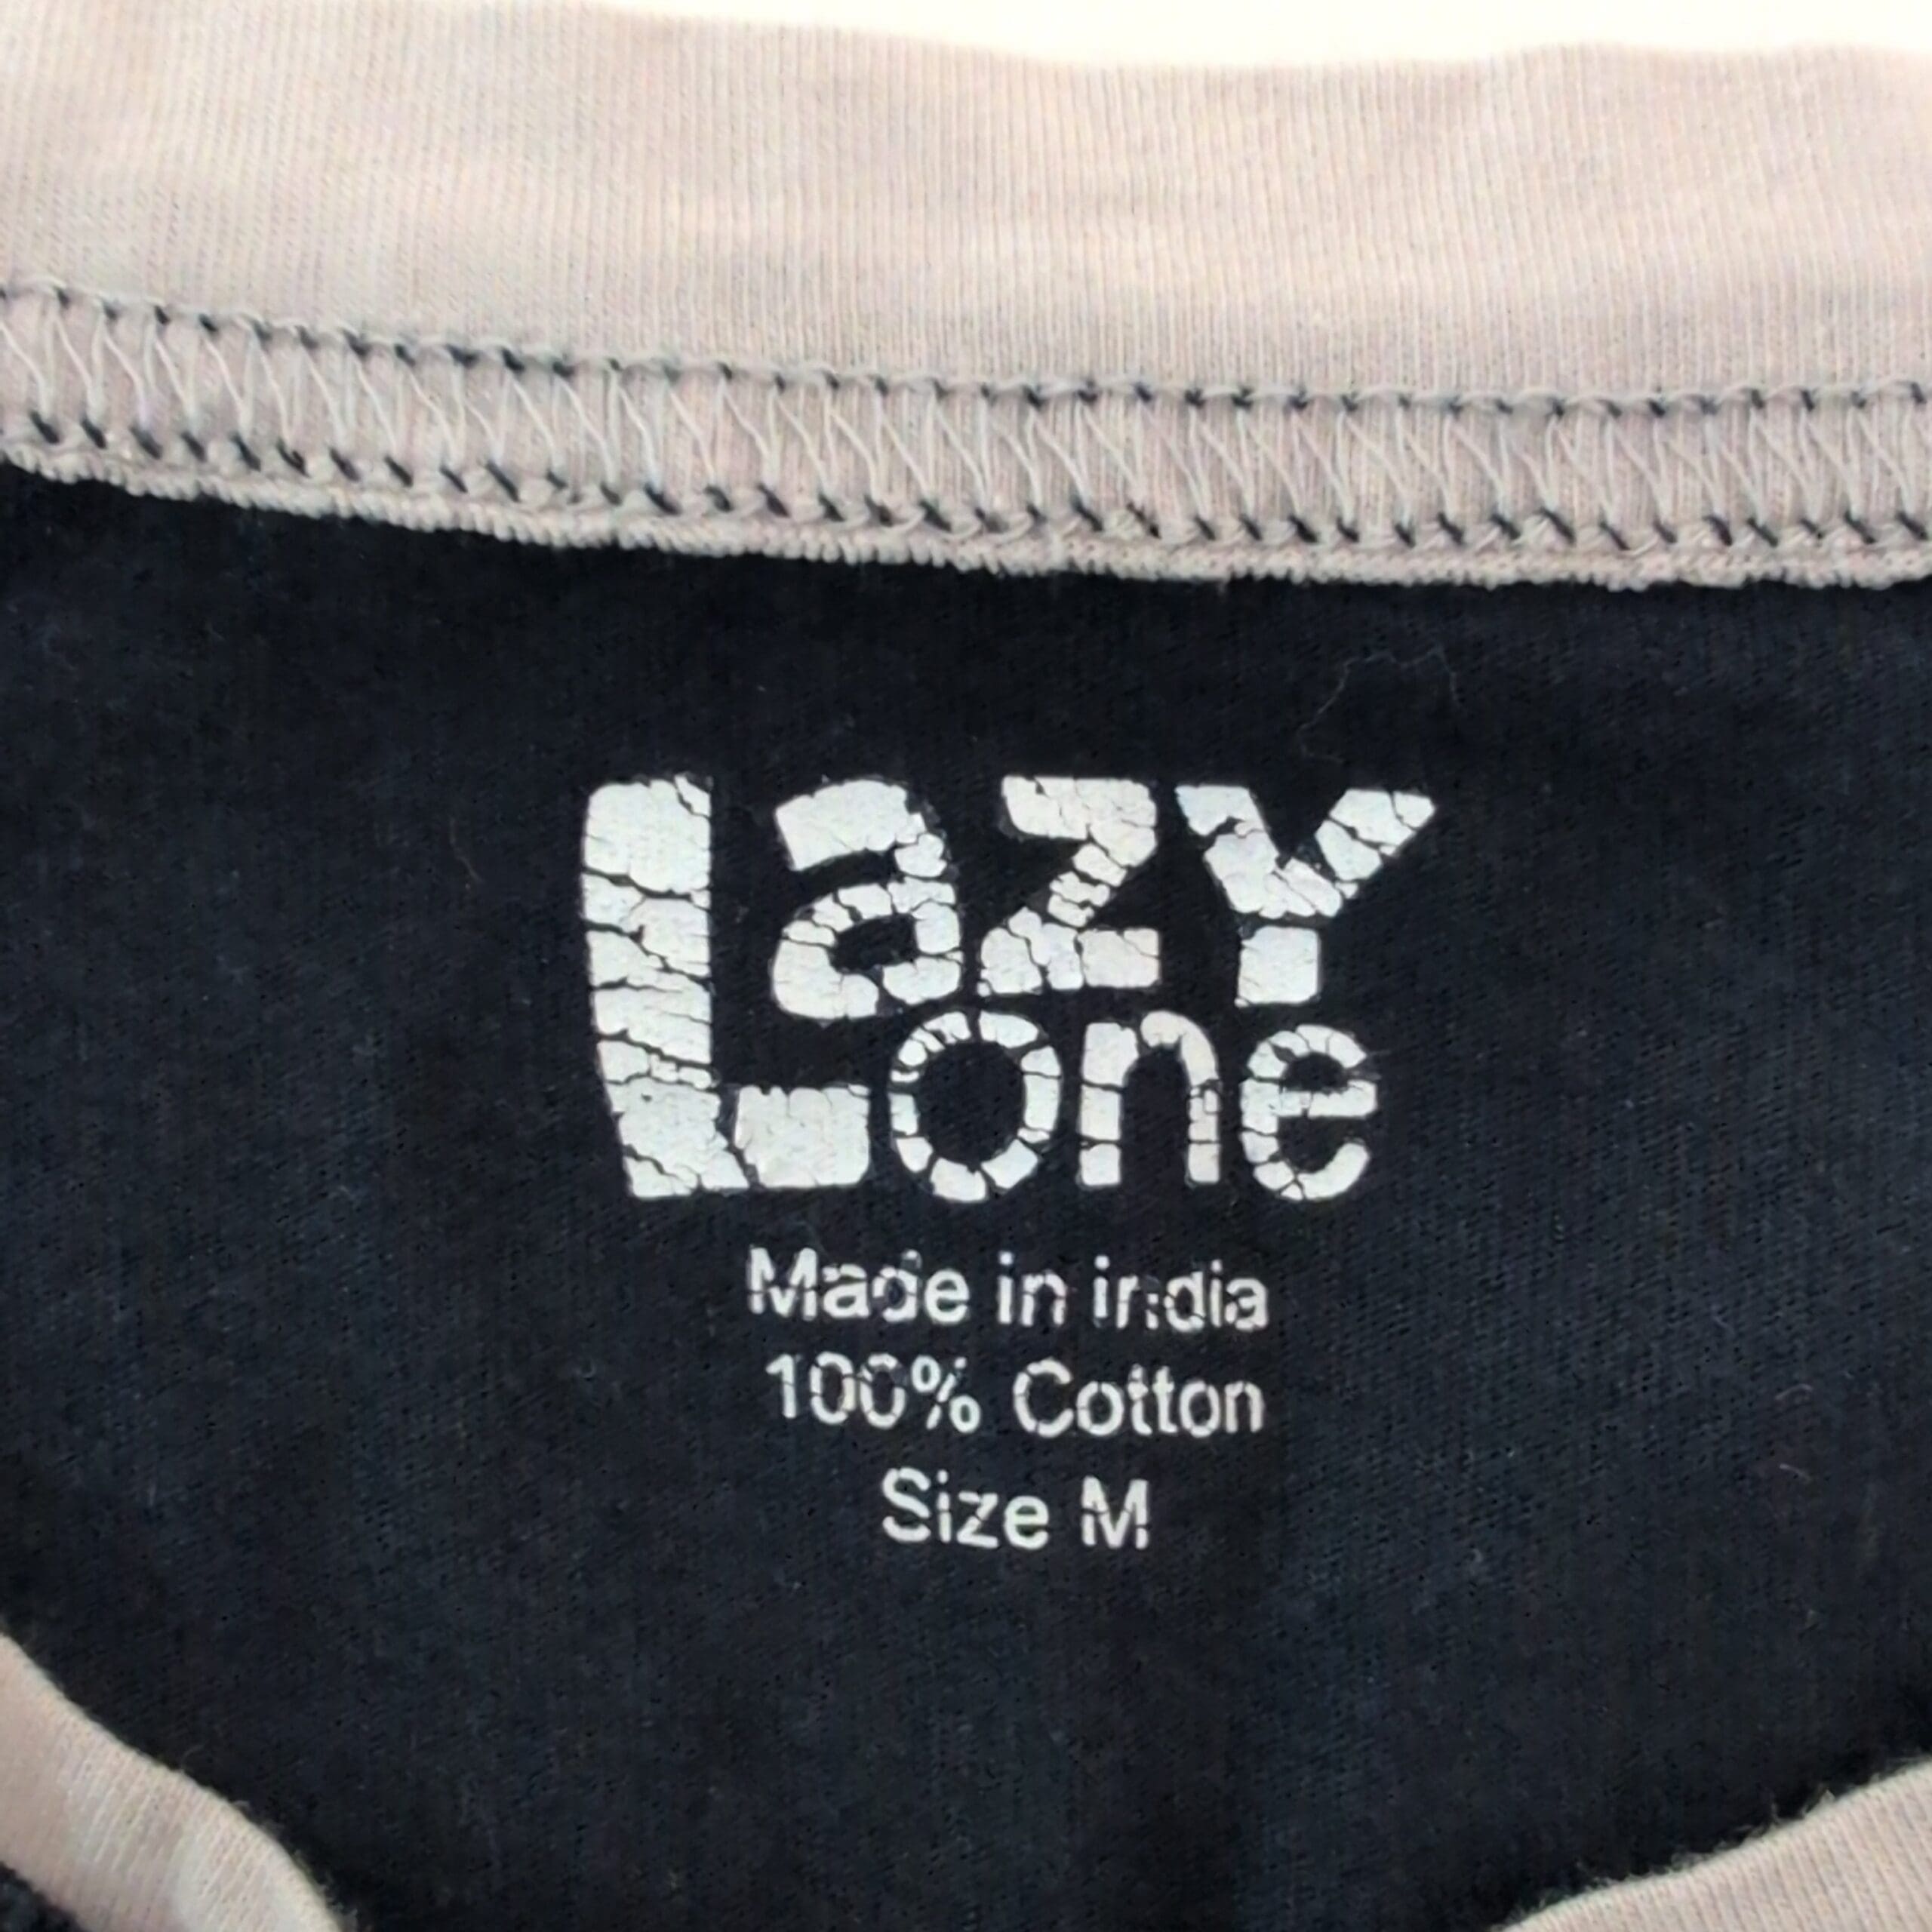 Lazy
One
Made in india
100% Cotton
Size M